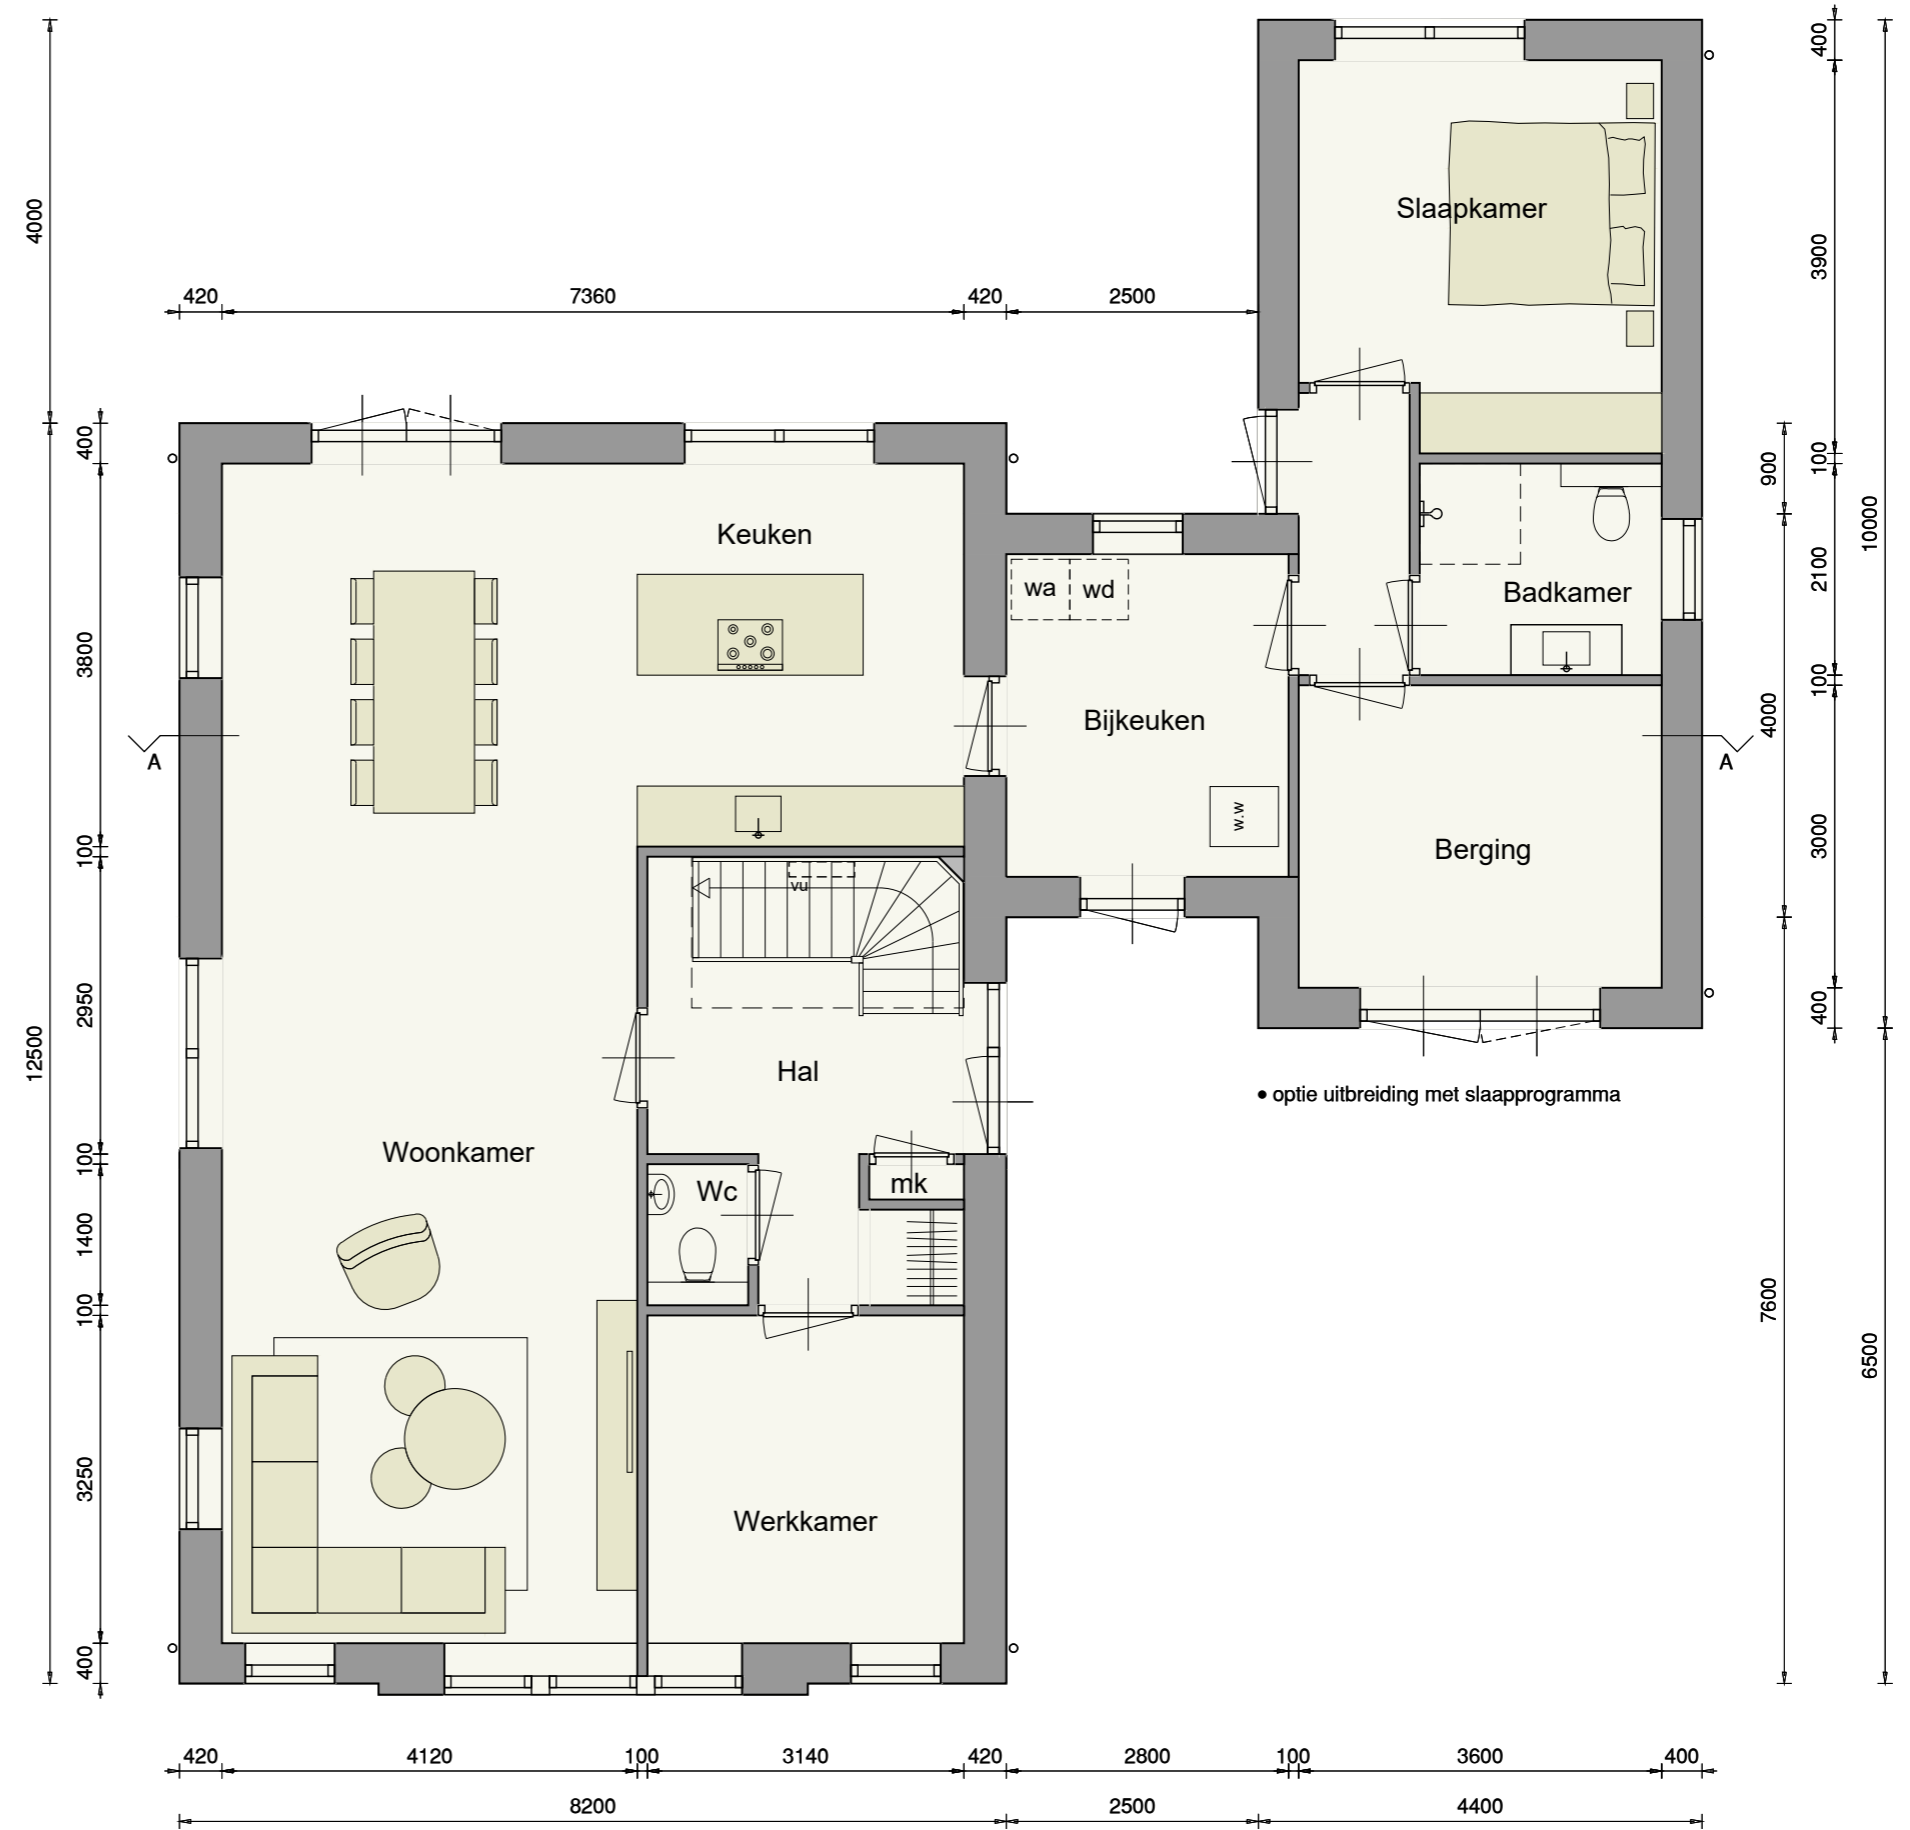 400
4000
3900
Slaapkamer
420
7360
420
2500
400
900
100
10000
Keuken
wa
wd
Badkamer
2100
3800
100
4000
Bijkeuken
A
A
w.w
Berging
3000
100
vu
2950
12500
400
Hal
• optie uitbreiding met slaapprogramma
Woonkamer
100
Wc
mk
1400
100
7600
6500
3250
Werkkamer
400
420
4120
100
3140
420
2800
100
3600
400
8200
2500
4400